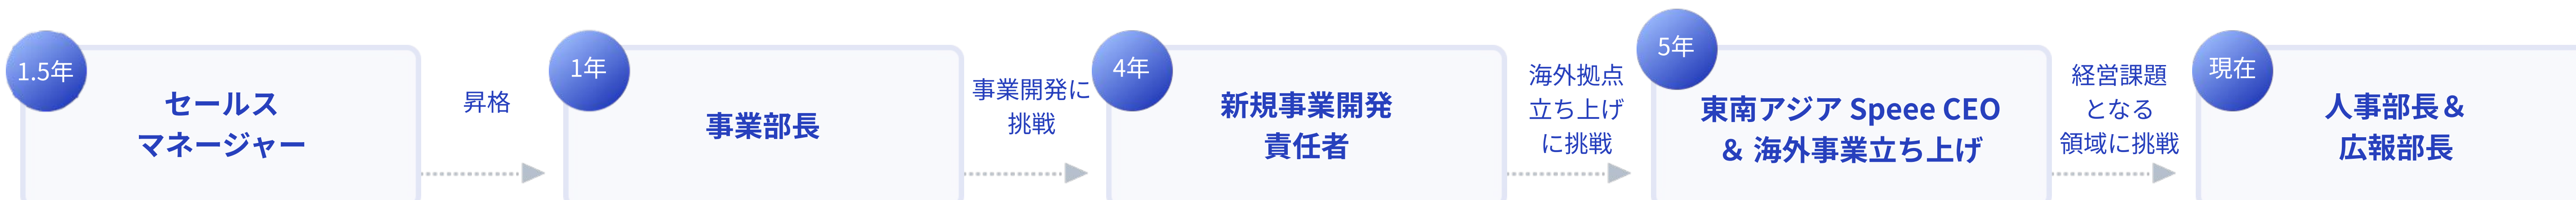 1.5年
セールス
マネージャー
昇格
1年
事業部長
事業開発に
挑戦
4年
新規事業開発
責任者
海外拠点
立ち上げ
に挑戦
5年
東南アジア Speee CEO
& 海外事業立ち上げ
経営課題
となる
領域に挑戦
現在
人事部長&
広報部長